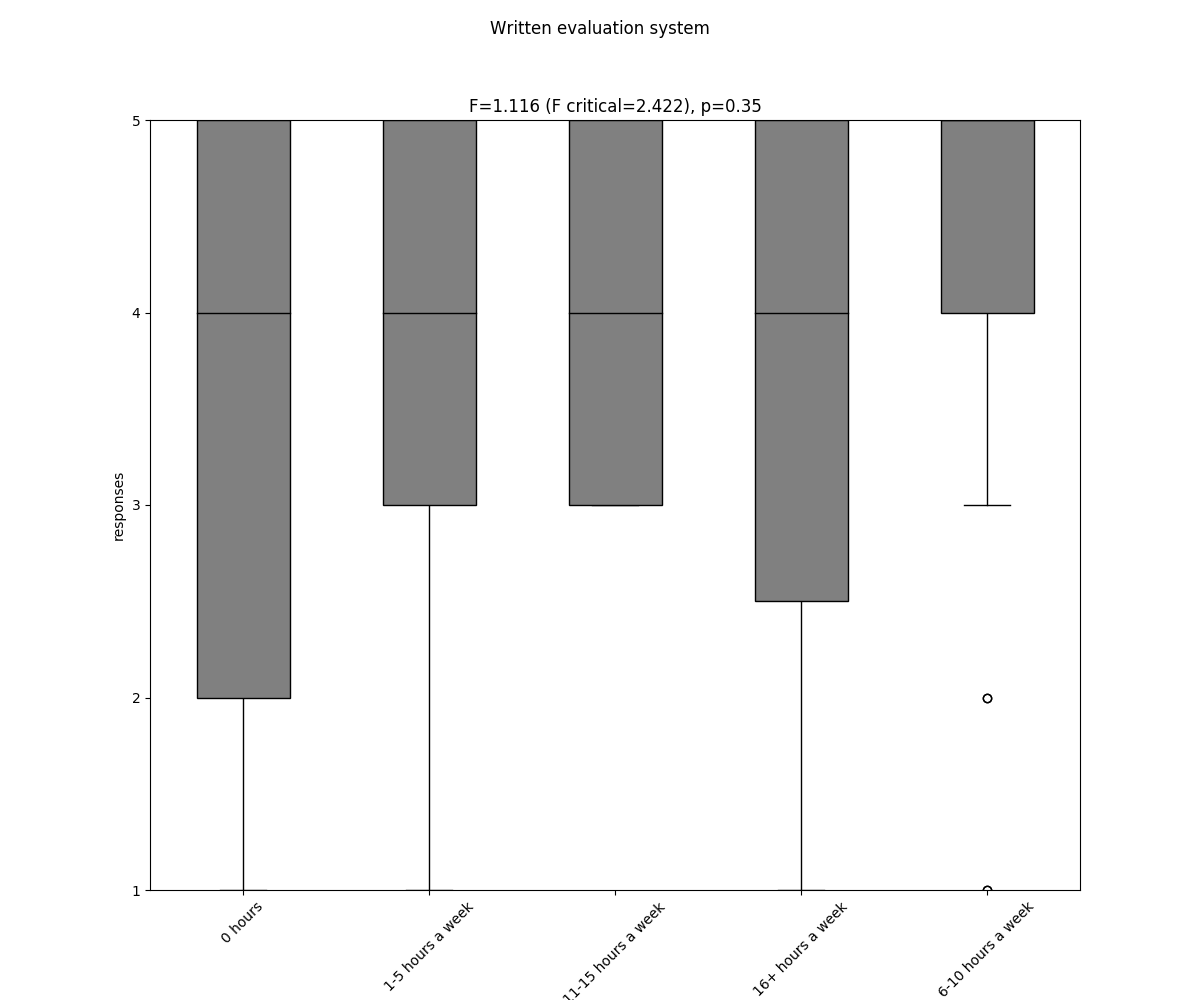 Written evaluation system
F=1.116 (F critical=2.422), p=0.35
5
4
3
2
1
responses
0 hours
1-5 hours a week
11-15 hours a week
16+ hours a week
6-10 hours a week